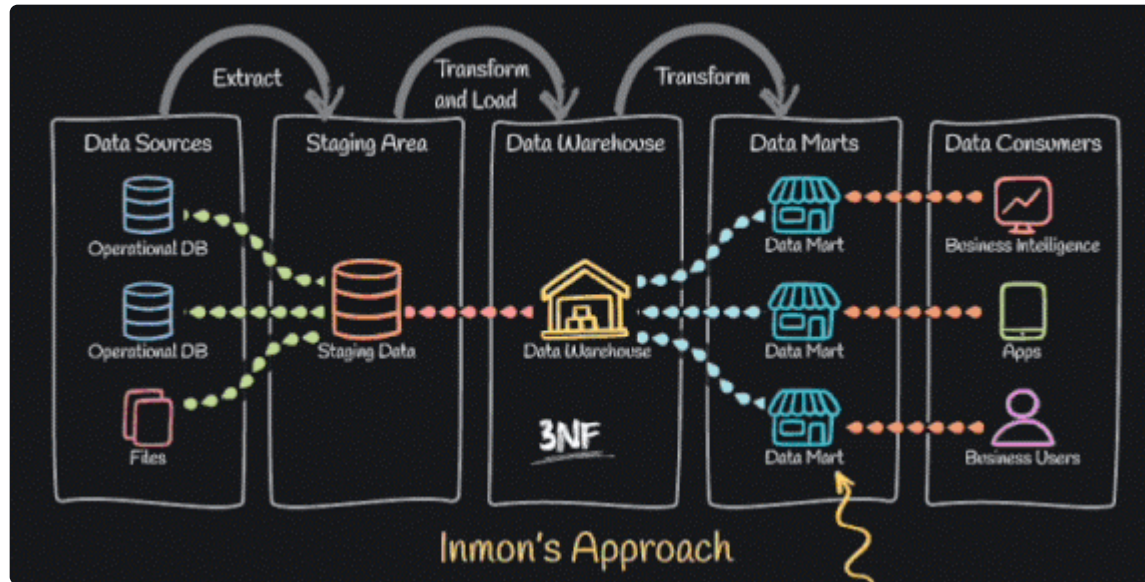 Extract
Transform
and Load
Transform
Data Sources
Staging Area
Data Warehouse
Data Marts
Data Consumers
Operational DB
Operational DB
Files
Staging Data
Data Warehouse
3NF
Data Mart
Data Mart
Data Mart
Business Intelligence
Apps
Business Users
Inmon's Approach